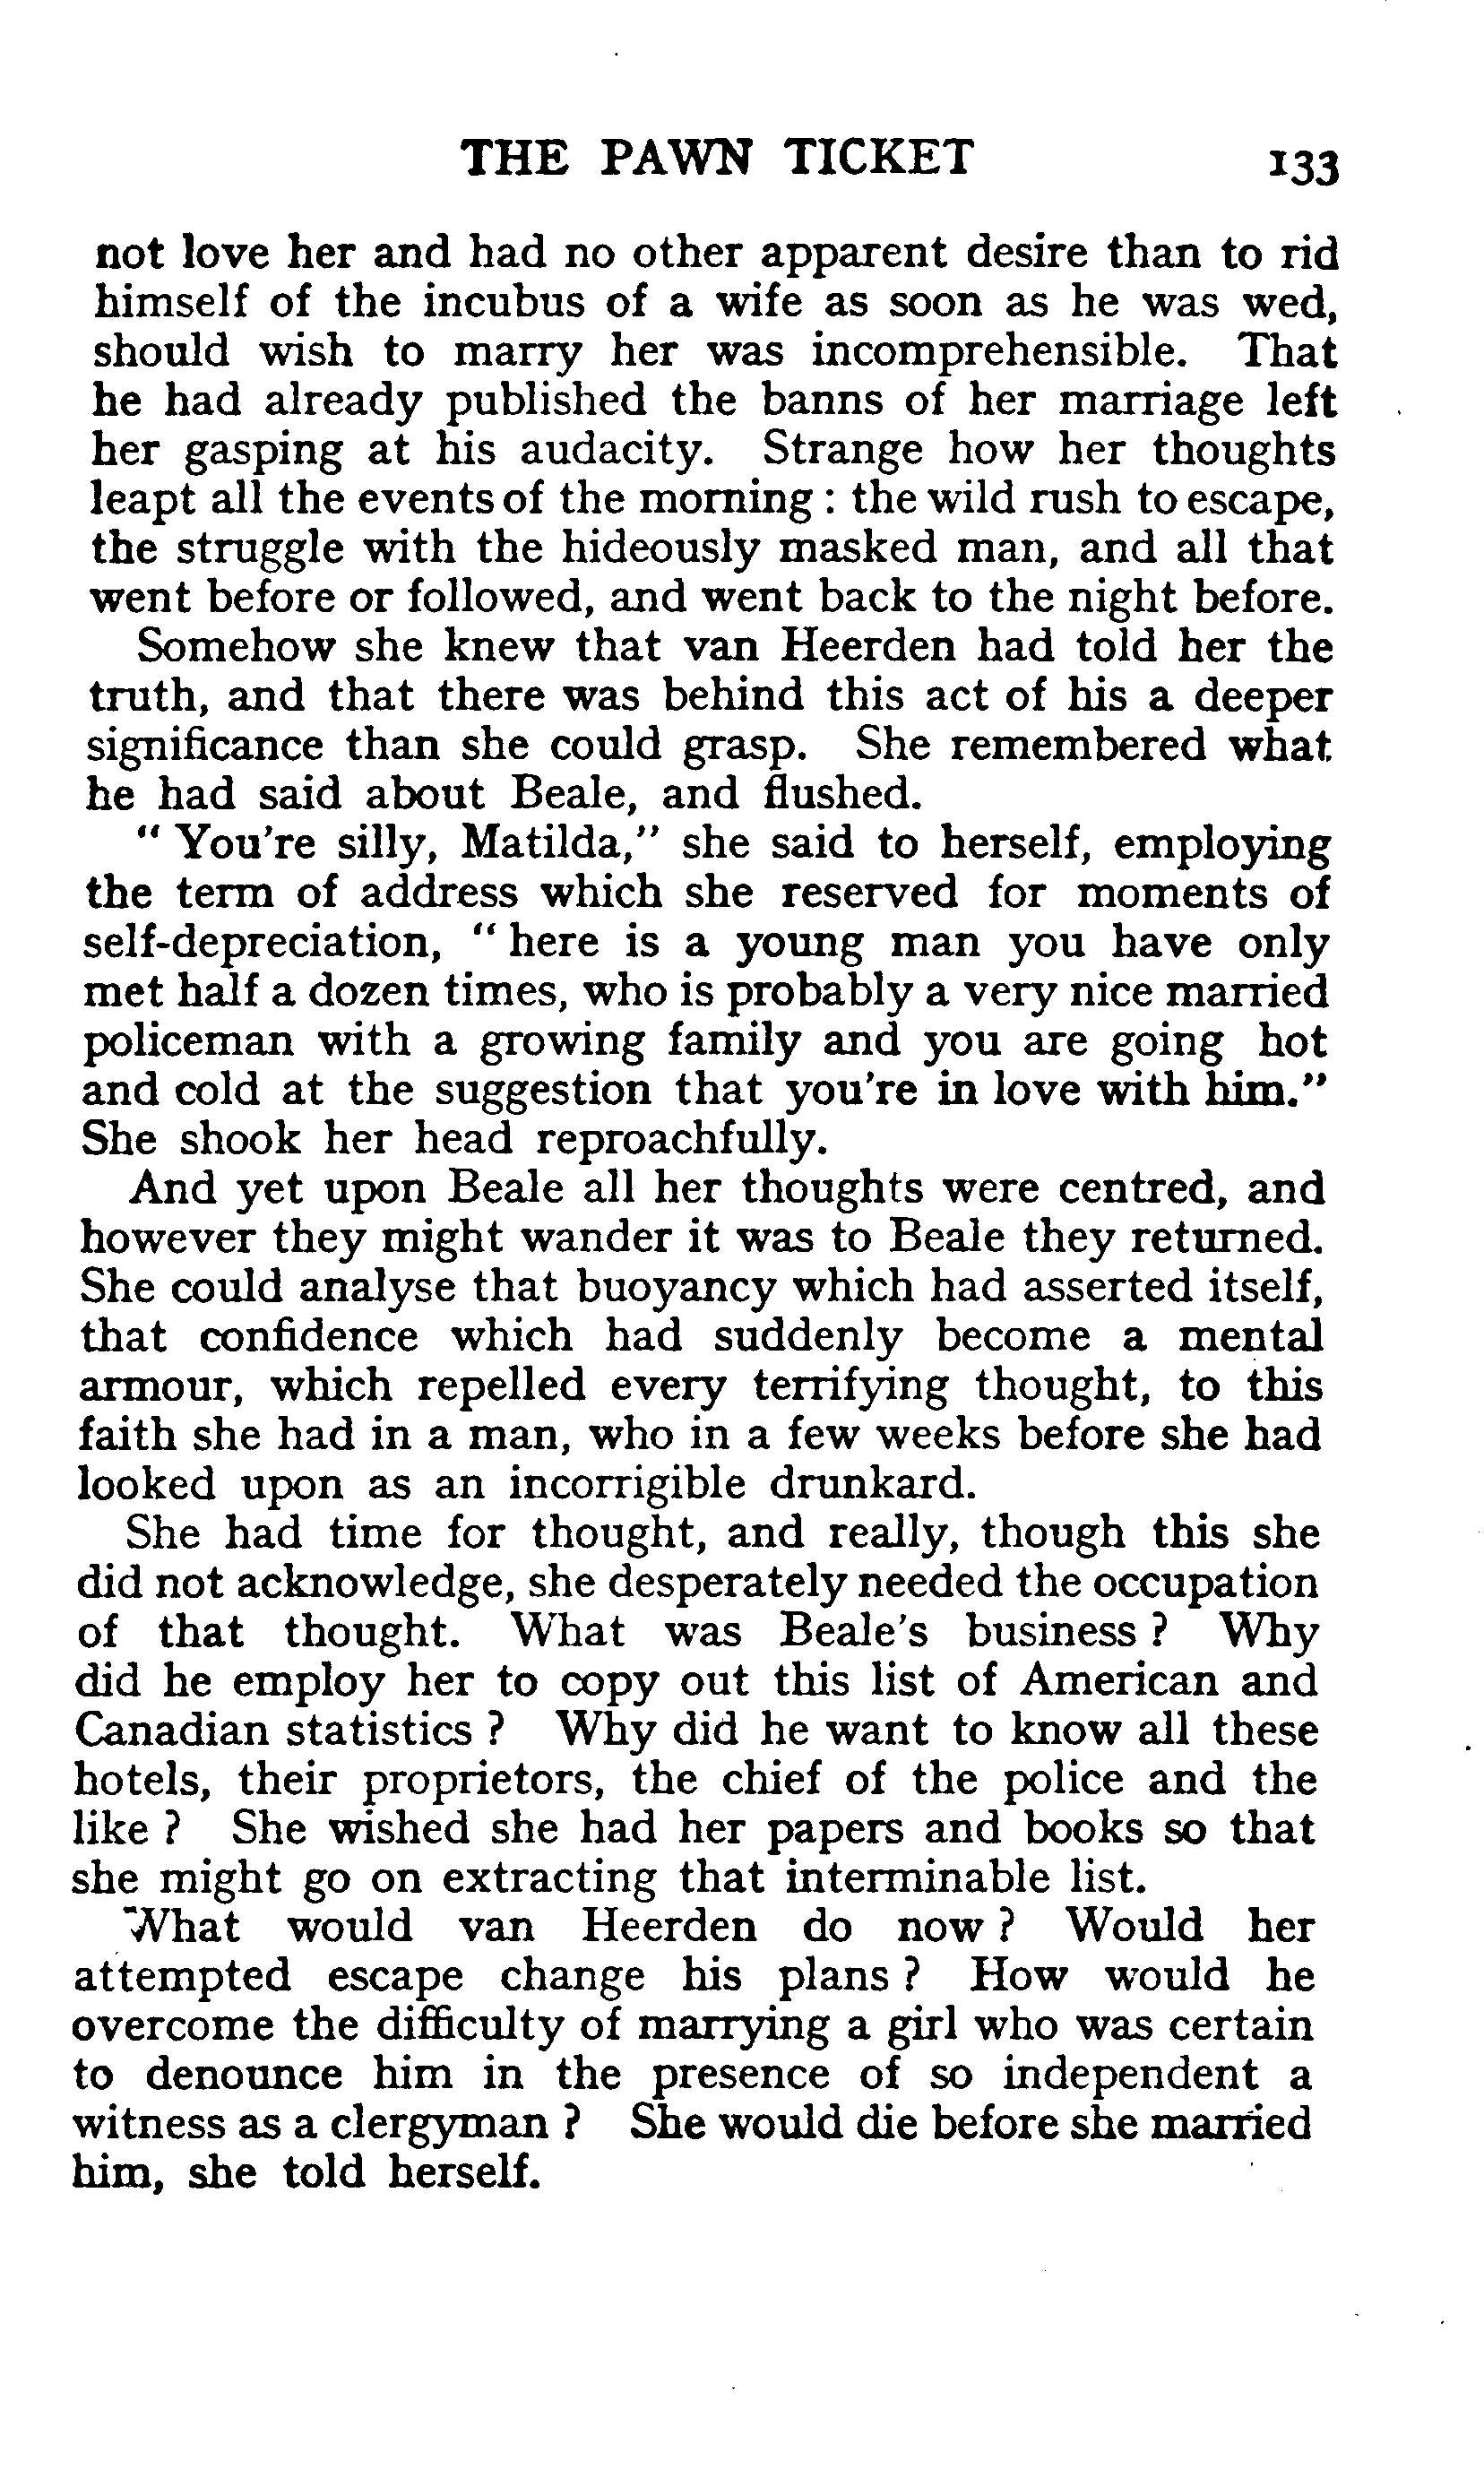 THE PAWN TICKET 133
not love her and had no other apparent desire than to rid
himself of the incubus of a wife as soon as he was wed,
should wish to marry her was incomprehensible. That
he had already published the banns of her marriage left
her gasping at his audacity. Strange how her thoughts
leapt all the events of the morning : the wild rush to escape,
the struggle with the hideously masked man, and all that
went before or followed, and went back to the night before.
Somehow she knew that van Heerden had told her the
truth, and that there was behind this act of his a deeper
significance than she could grasp. She remembered what
he had said about Beale, and flushed.
" You're silly, Matilda," she said to herself, employing
the term of address which she reserved for moments of
self-depreciation, " here is a young man you have only
met half a dozen times, who is probably a very nice married
policeman with a growing family and you are going hot
and cold at the suggestion that you're in love with him."
She shook her head reproachfully.
And yet upon Beale all her thoughts were centred, and
however they might wander it was to Beale they returned.
She could analyse that buoyancy which had asserted itself,
that confidence which had suddenly become a mental
armour, which repelled every terrifying thought, to this
faith she had in a man, who in a few weeks before she had
looked upon as an incorrigible drunkard.
She had time for thought, and really, though this she
did not acknowledge, she desperately needed the occupation
of that thought. What was Beale's business ? Why
did he employ her to copy out this list of American and
Canadian statistics ? Why did he want to know all these
hotels, their proprietors, the chief of the police and the
like ? She wished she had her papers and books so that
she might go on extracting that interminable list.
What would van Heerden do now ? Would her
attempted escape change his plans ? How would he
overcome the difficulty of marrying a girl who was certain
to denounce him in the presence of so independent a
witness as a clergyman ? She would die before she married
him, she told herself.